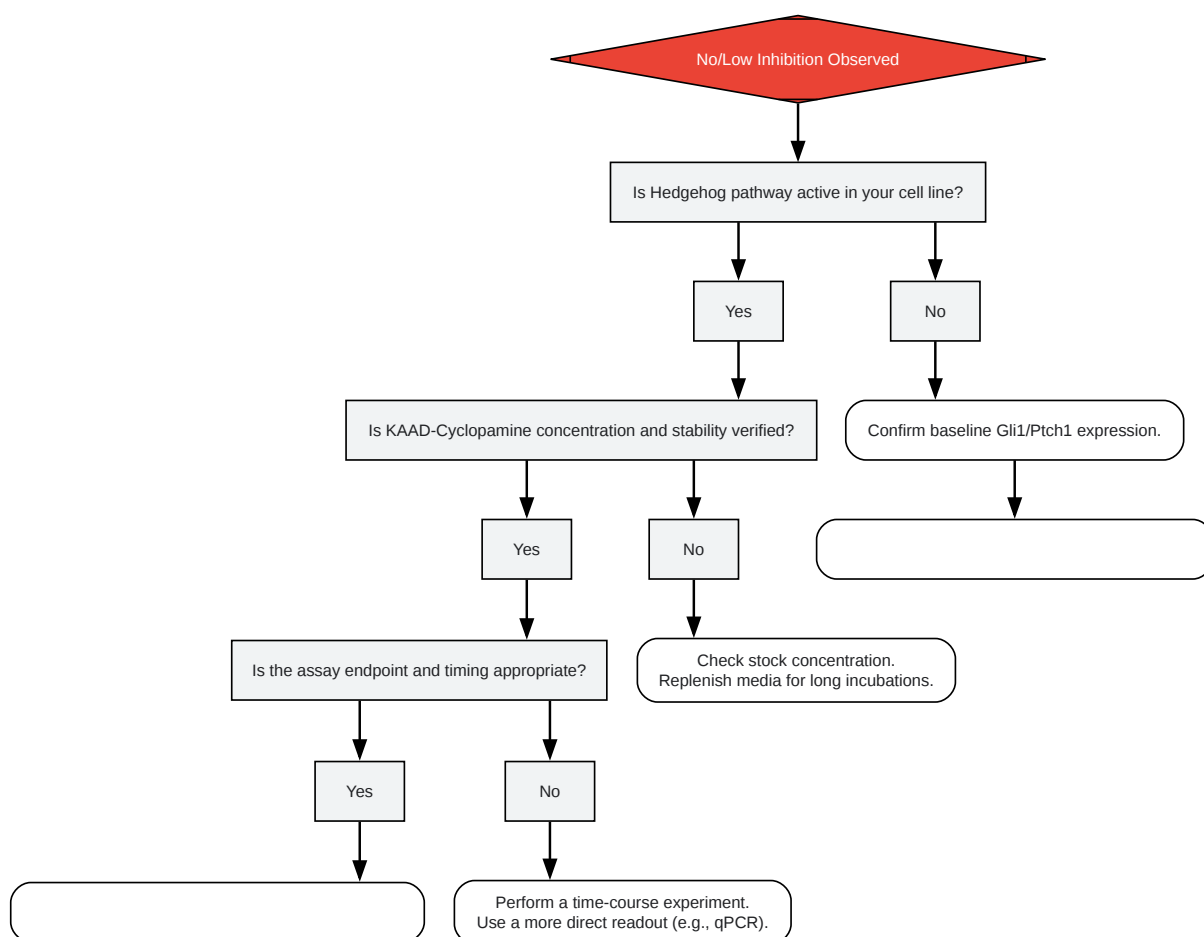 No/Low Inhibition Observed
Is Hedgehog pathway active in your cell line?
Yes
No
Is KAAD-Cyclopamine concentration and stability verified?
Confirm baseline Gli1/Ptch1 expression.
Yes
No
Is the assay endpoint and timing appropriate?
Check stock concentration.
Replenish media for long incubations.
Yes
No
Perform a time-course experiment.
Use a more direct readout (e.g., qPCR).